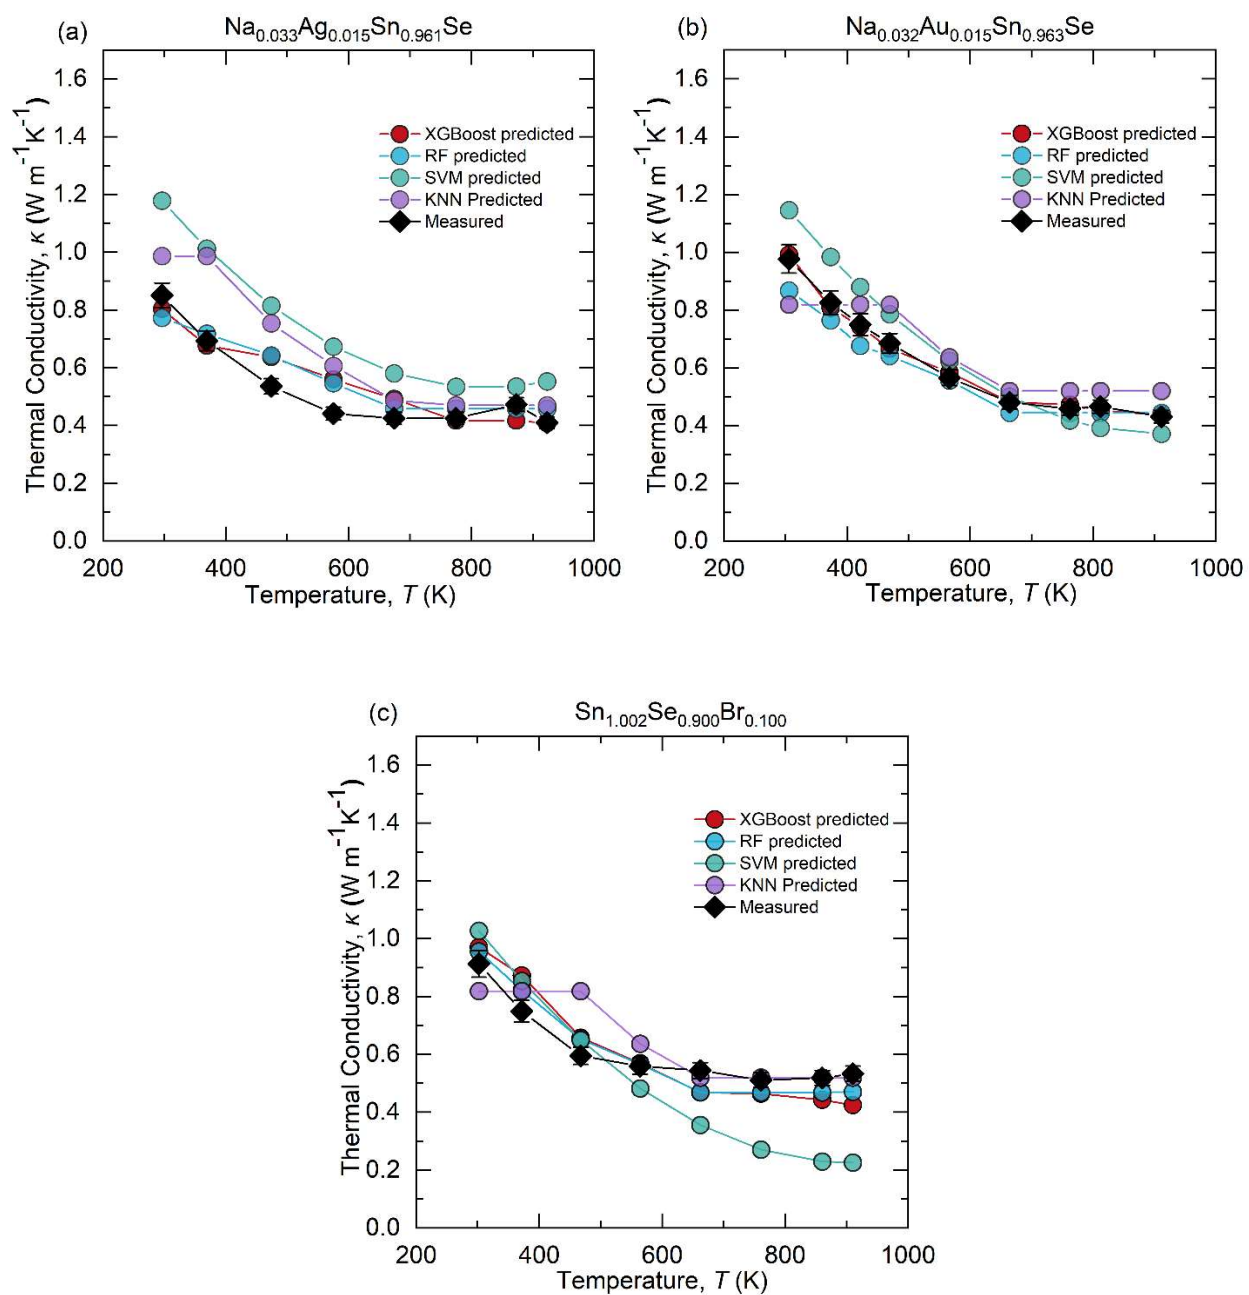 (a) Na0.033Ag0.015Sn0.961Se
1.6
1.4
1.2
1.0
0.8
0.6
0.4
0.2
0.0
Thermal Conductivity, κ (W m⁻¹K⁻¹)
XGBoost predicted
RF predicted
SVM predicted
KNN Predicted
Measured
200 400 600 800 1000
Temperature, T (K)
(b) Na0.032Au0.015Sn0.963Se
1.6
1.4
1.2
1.0
0.8
0.6
0.4
0.2
0.0
Thermal Conductivity, κ (W m⁻¹K⁻¹)
XGBoost predicted
RF predicted
SVM predicted
KNN Predicted
Measured
200 400 600 800 1000
Temperature, T (K)
(c) Sn1.002Se0.900Br0.100
1.6
1.4
1.2
1.0
0.8
0.6
0.4
0.2
0.0
Thermal Conductivity, κ (W m⁻¹K⁻¹)
XGBoost predicted
RF predicted
SVM predicted
KNN Predicted
Measured
200 400 600 800 1000
Temperature, T (K)